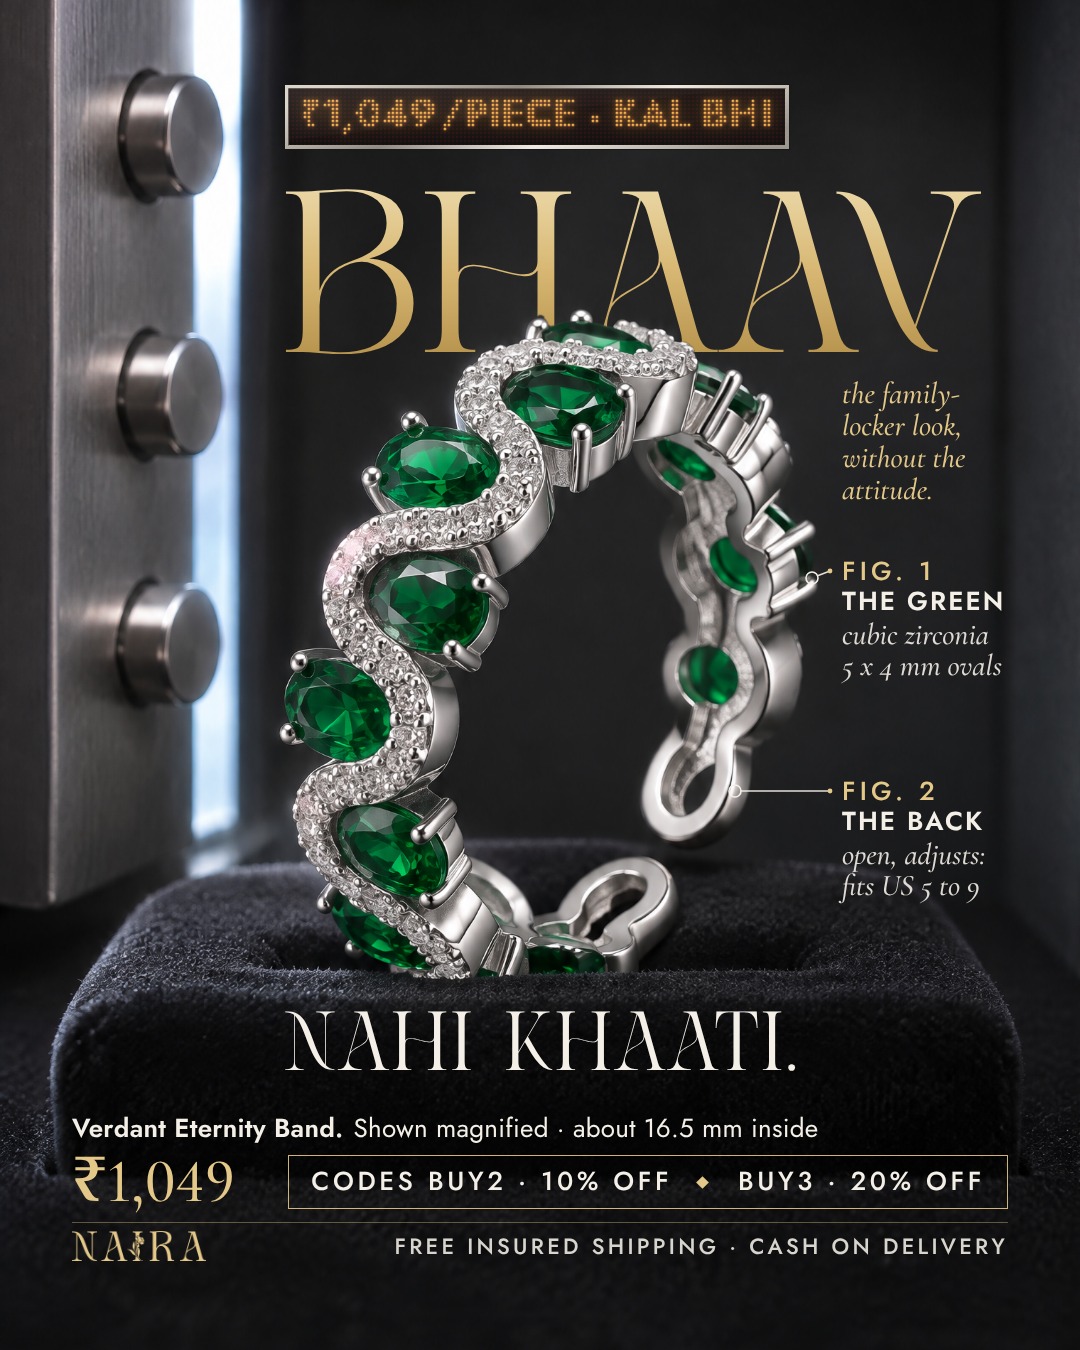 ₹1,049/PIECE · KAL BHI
BHAAV
the family-
locker look,
without the
attitude.
FIG. 1
THE GREEN
cubic zirconia
5 x 4 mm ovals
FIG. 2
THE BACK
open, adjusts:
fits US 5 to 9
NAHI KHAATI.
Verdant Eternity Band. Shown magnified · about 16.5 mm inside
₹1,049
CODES BUY2 · 10% OFF ◆ BUY3 · 20% OFF
NAIRA
FREE INSURED SHIPPING · CASH ON DELIVERY